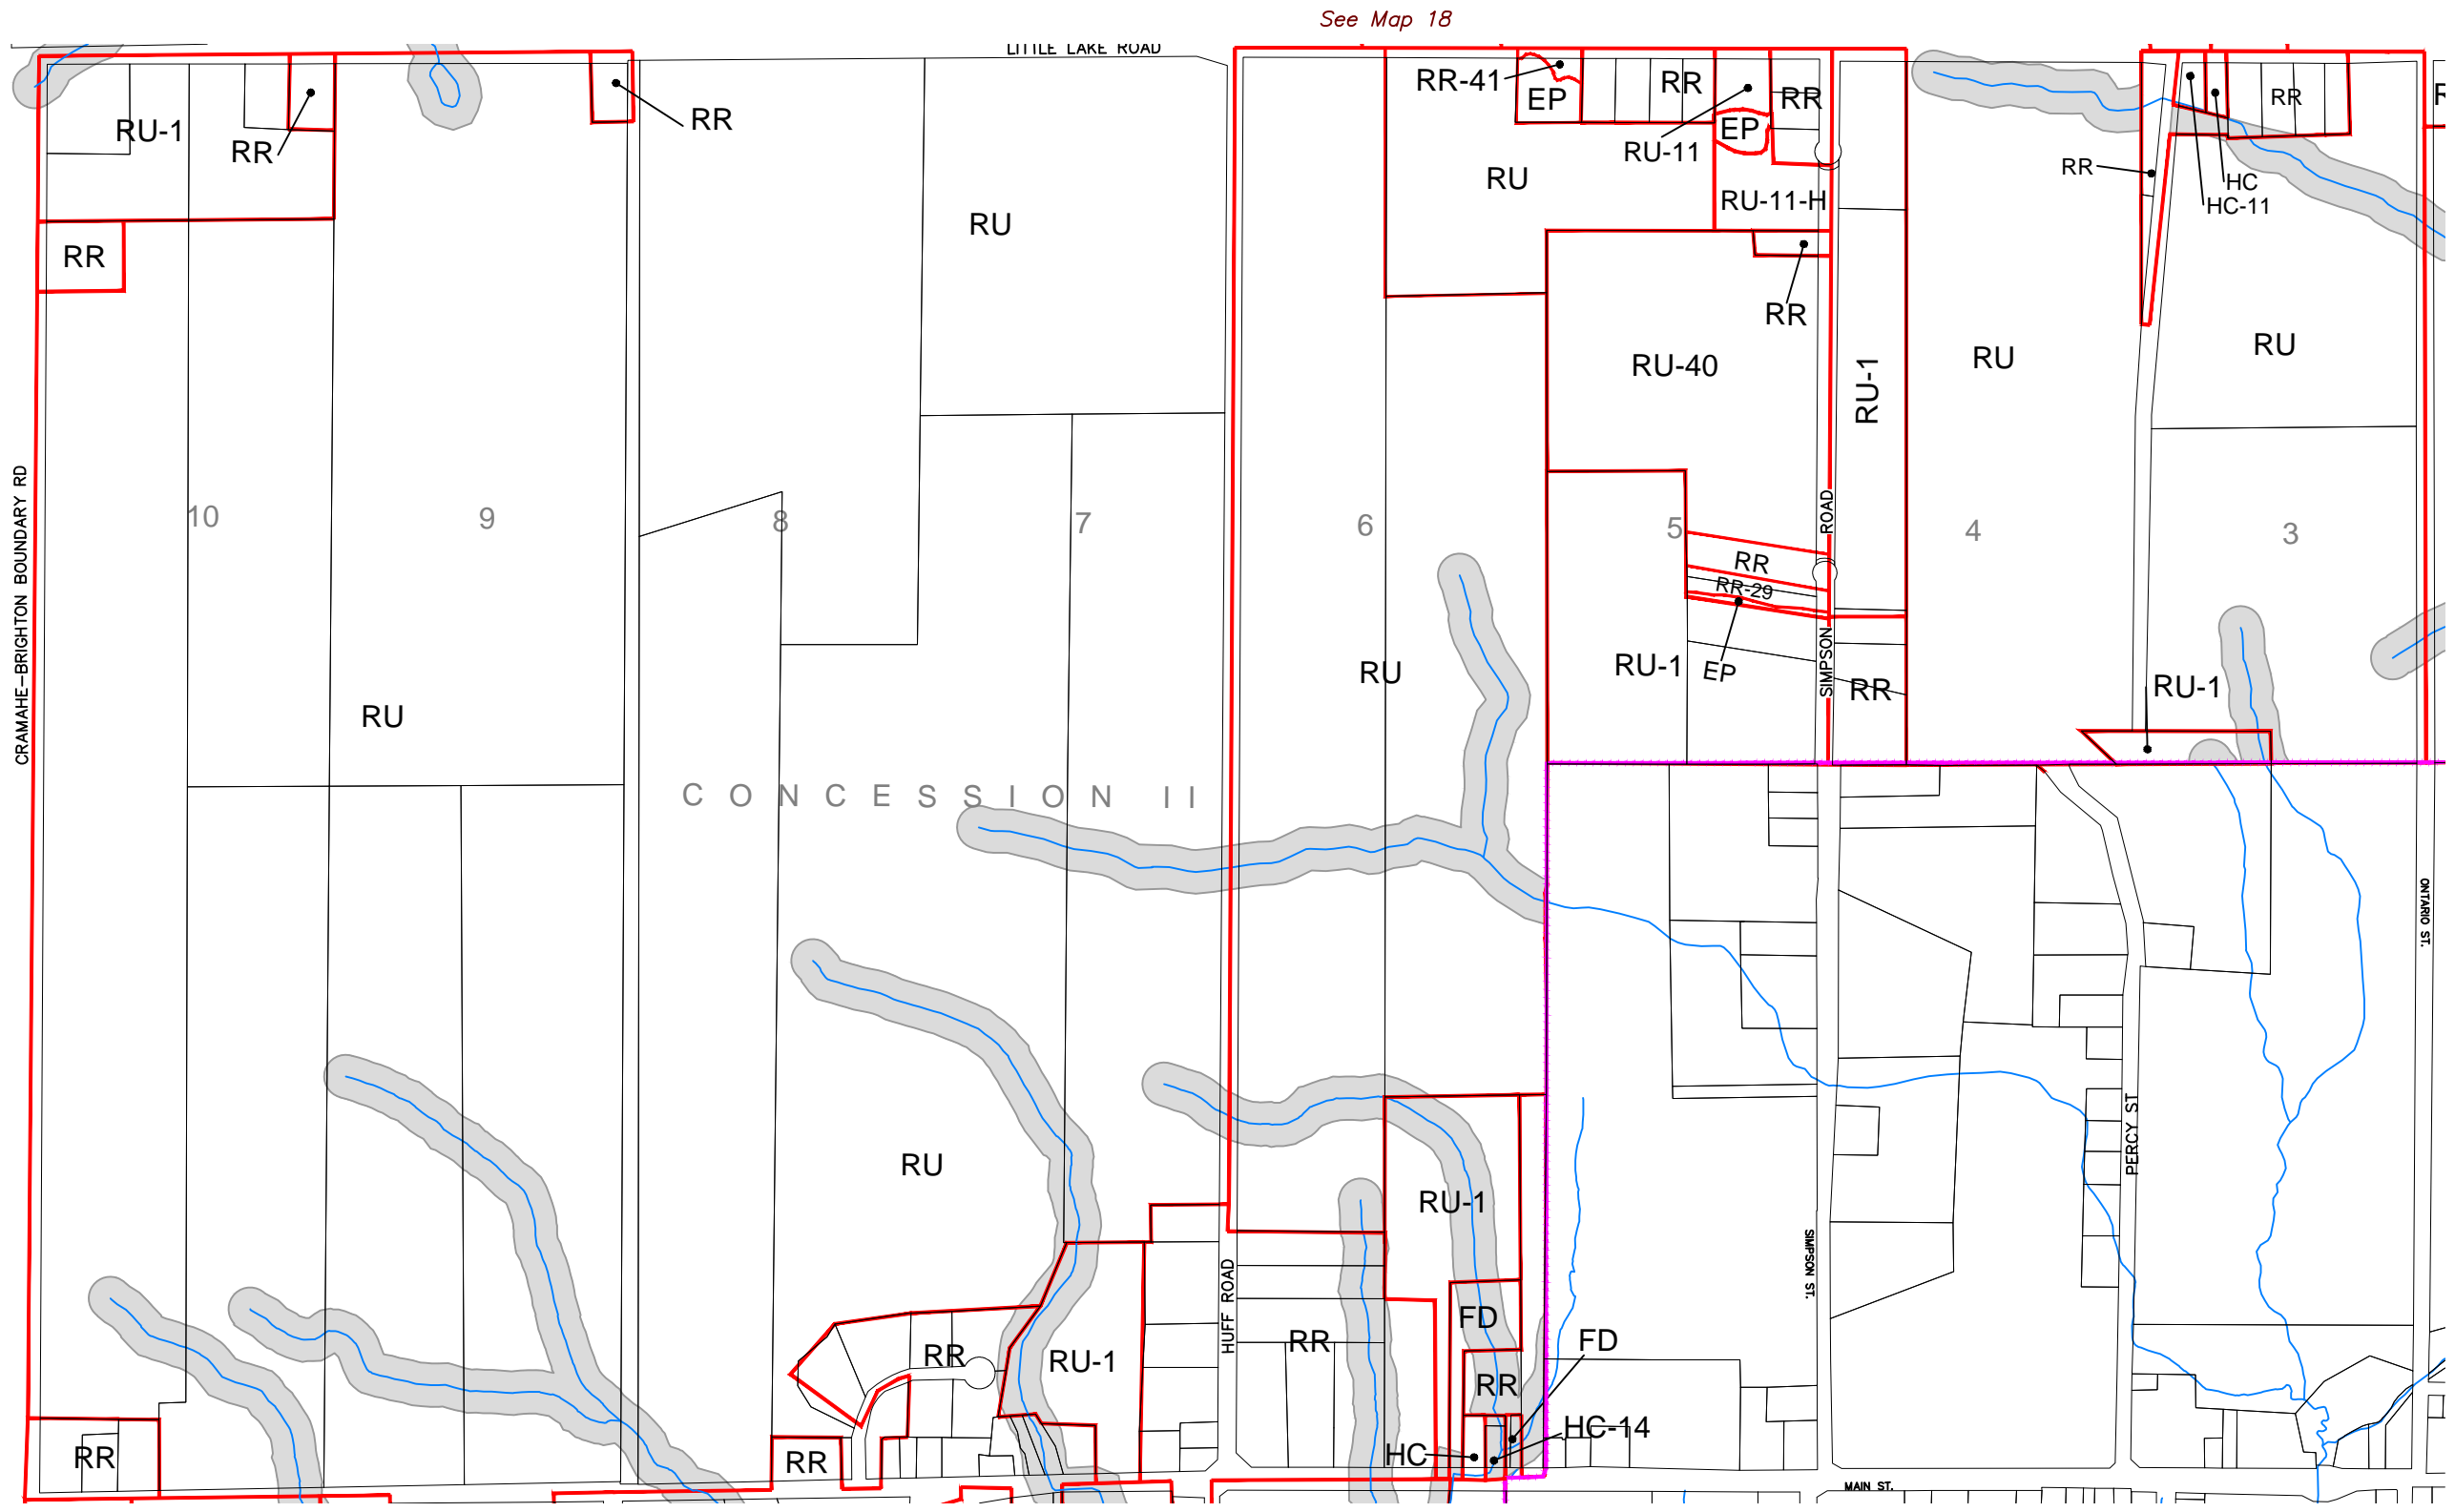 See Map 18
LITTLE LAKE ROAD
RR-41
EP
RR
RR
RU-1
RR
RR
RU-11
EP
RR
HC
HC-11
RR
RU
RU
RU-11-H
RR
RR
RU-40
RU-1
RU
RU
CRAMAHE-BRIGHTON BOUNDARY RD
10
9
8
7
6
5
4
3
SIMPSON ROAD
RR
RR-29
EP
RU
RU
RU-1
RR
RU-1
CONCESSION II
ONTARIO ST.
PERCY ST
SIMPSON ST.
RU
RU-1
HUFF ROAD
RR
RU-1
RR
FD
FD
RR
HC-14
HC
RR
RR
MAIN ST.